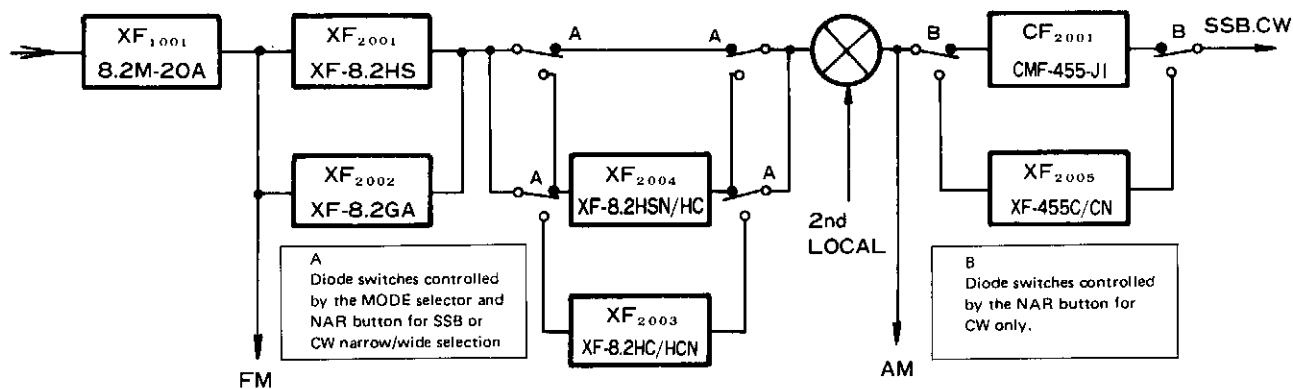 XF1001
8.2M-20A
XF2001
XF-8.2HS
XF2002
XF-8.2GA
A
A
A
XF2004
XF-8.2HSN/HC
A
XF2003
XF-8.2HC/HCN
2nd
LOCAL
B
CF2001
CMF-455-J1
B
SSB.CW
XF2005
XF-455C/CN
A
Diode switches controlled
by the MODE selector and
NAR button for SSB or
CW narrow/wide selection
B
Diode switches controlled
by the NAR button for
CW only.
FM
AM